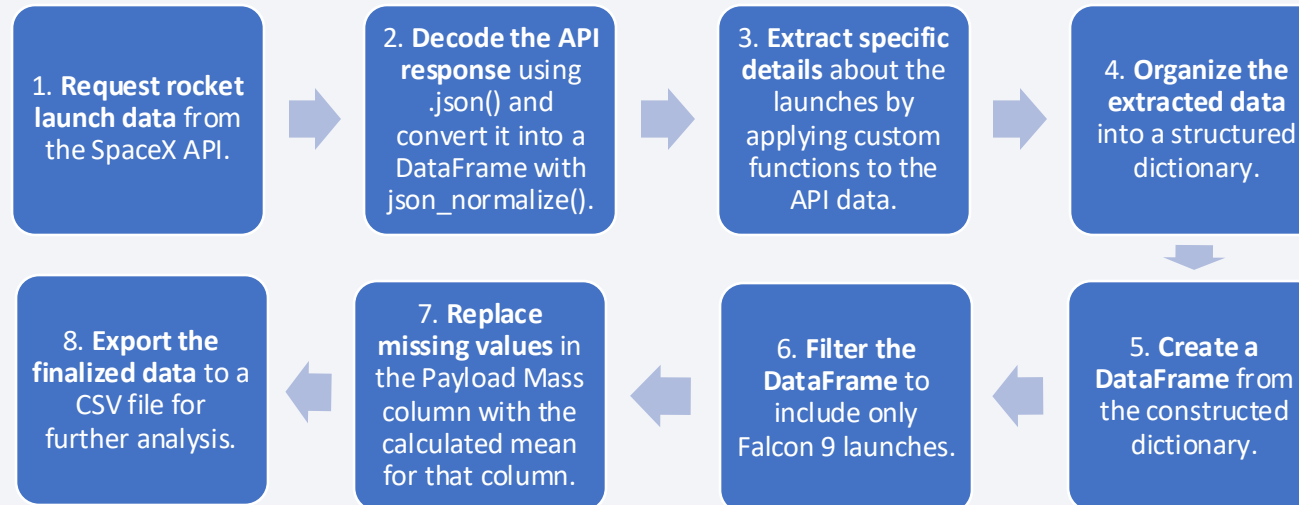 1. Request rocket
launch data from
the SpaceX API.
2. Decode the API
response using
.json() and
convert it into a
DataFrame with
json_normalize().
3. Extract specific
details about the
launches by
applying custom
functions to the
API data.
4. Organize the
extracted data
into a structured
dictionary.
5. Create a
DataFrame from
the constructed
dictionary.
6. Filter the
DataFrame to
include only
Falcon 9 launches.
7. Replace
missing values in
the Payload Mass
column with the
calculated mean
for that column.
8. Export the
finalized data to a
CSV file for
further analysis.